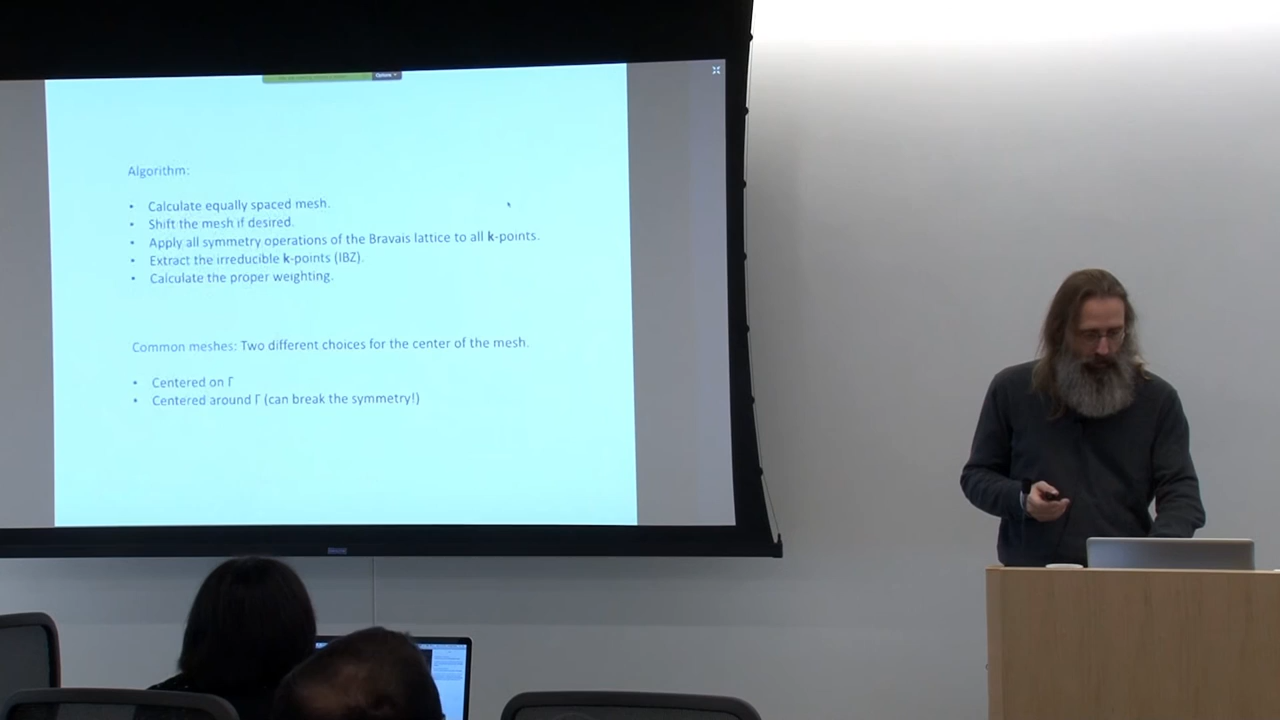 Algorithm:
• Calculate equally spaced mesh.
• Shift the mesh if desired.
• Apply all symmetry operations of the Bravais lattice to all k-points.
• Extract the irreducible k-points (IBZ).
• Calculate the proper weighting.
Common meshes: Two different choices for the center of the mesh.
• Centered on Γ
• Centered around Γ (can break the symmetry!)